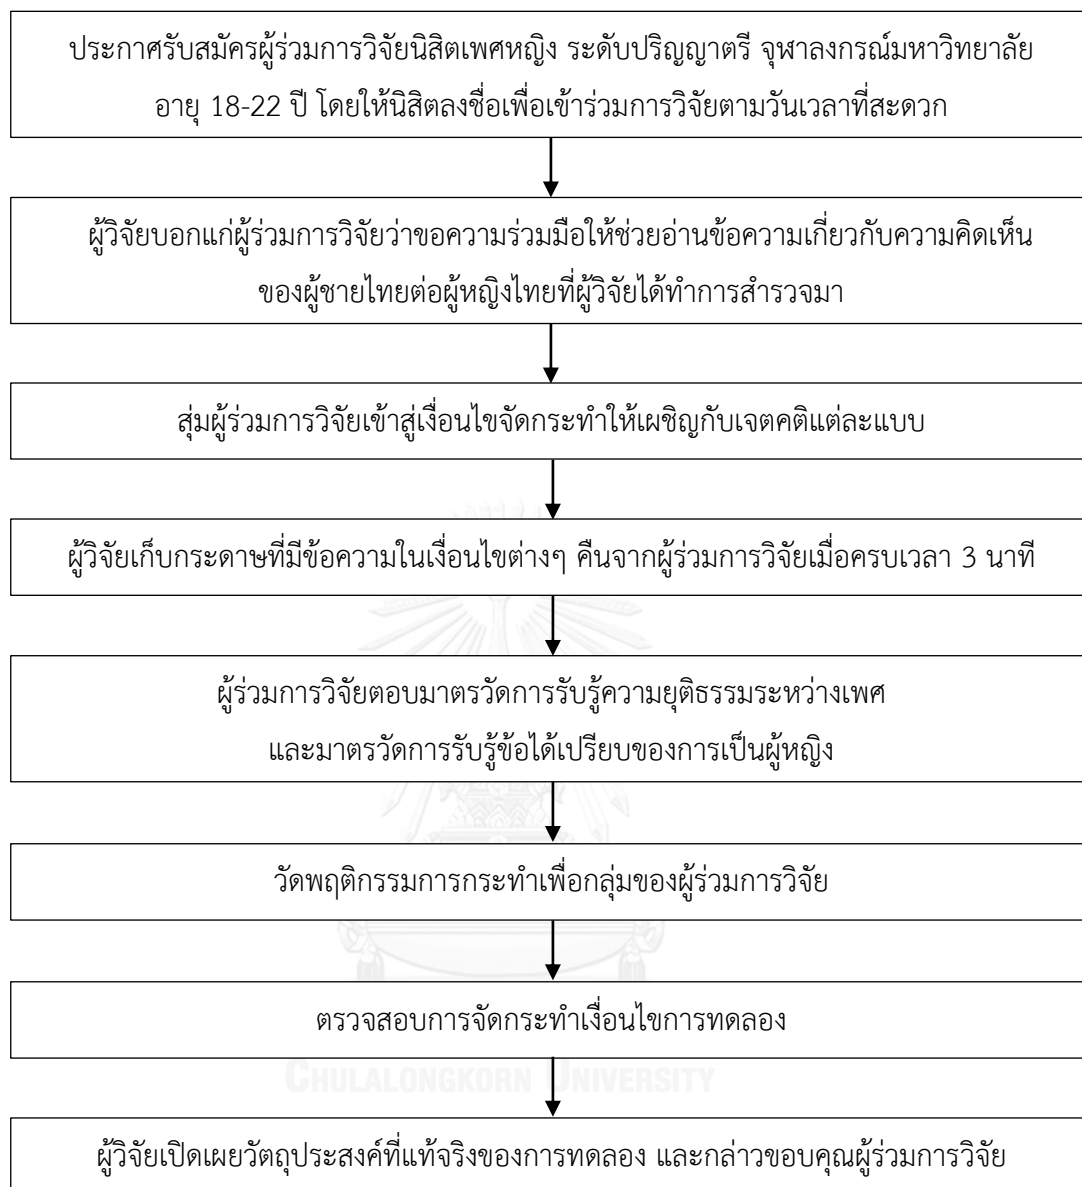 ประกาศรับสมัครผู้ร่วมการวิจัยนิสิตเพศหญิง ระดับปริญญาตรี จุฬาลงกรณ์มหาวิทยาลัย
อายุ 18-22 ปี โดยให้นิสิตลงชื่อเพื่อเข้าร่วมการวิจัยตามวันเวลาที่สะดวก
ผู้วิจัยบอกแก่ผู้ร่วมการวิจัยว่าขอความร่วมมือให้ช่วยอ่านข้อความเกี่ยวกับความคิดเห็น
ของผู้ชายไทยต่อผู้หญิงไทยที่ผู้วิจัยได้ทำการสำรวจมา
สุ่มผู้ร่วมการวิจัยเข้าสู่เงื่อนไขจัดกระทำให้เผชิญกับเจตคติแต่ละแบบ
ผู้วิจัยเก็บกระดาษที่มีข้อความในเงื่อนไขต่างๆ คืนจากผู้ร่วมการวิจัยเมื่อครบเวลา 3 นาที
ผู้ร่วมการวิจัยตอบมาตรวัดการรับรู้ความยุติธรรมระหว่างเพศ
และมาตรวัดการรับรู้ข้อได้เปรียบของการเป็นผู้หญิง
วัดพฤติกรรมการกระทำเพื่อกลุ่มของผู้ร่วมการวิจัย
ตรวจสอบการจัดกระทำเงื่อนไขการทดลอง
CHULALONGKORN UNIVERSITY
ผู้วิจัยเปิดเผยวัตถุประสงค์ที่แท้จริงของการทดลอง และกล่าวขอบคุณผู้ร่วมการวิจัย